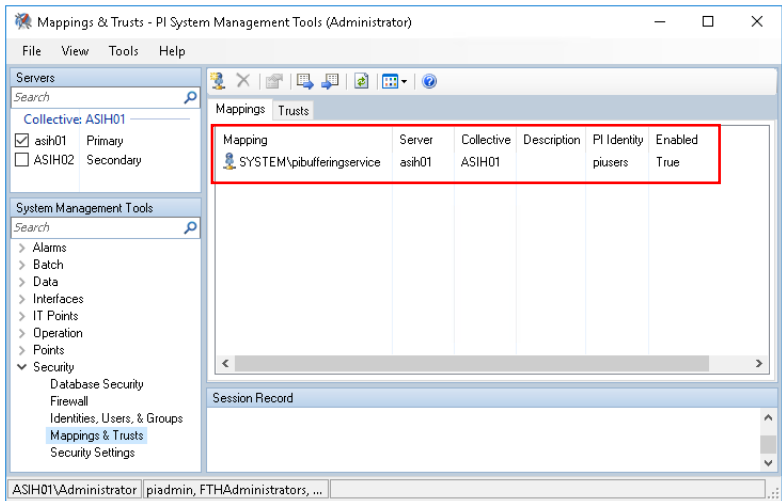 Mappings & Trusts - PI System Management Tools (Administrator)
File View Tools Help
Servers
Search
Collective: ASIH01
asih01 Primary
ASIH02 Secondary
System Management Tools
Search
Alarms
Batch
Data
Interfaces
IT Points
Operation
Points
Security
Database Security
Firewall
Identities, Users, & Groups
Mappings & Trusts
Security Settings
Mappings Trusts
Mapping Server Collective Description PI Identity Enabled
SYSTEM\pibufferingservice asih01 ASIH01 piusers True
Session Record
ASIH01\Administrator piadmin, FTHAdministrators, ...